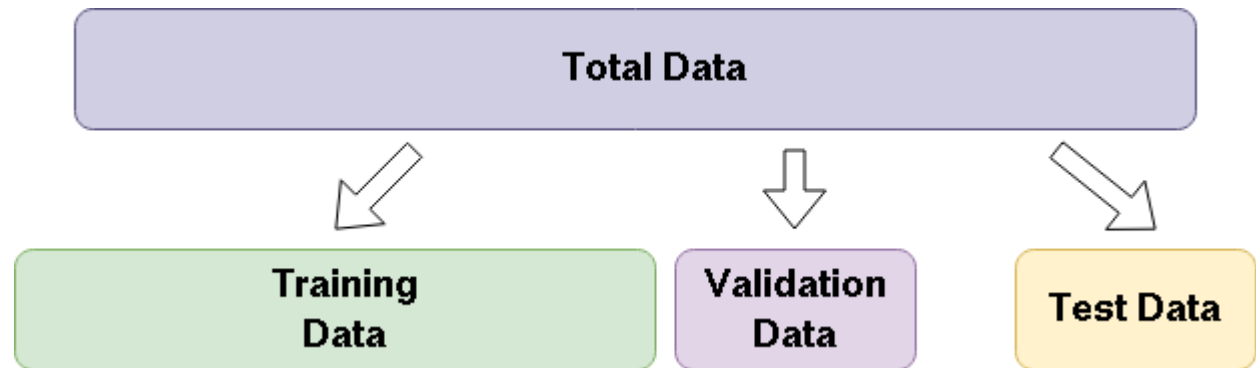 Total Data
Training
Data
Validation
Data
Test Data